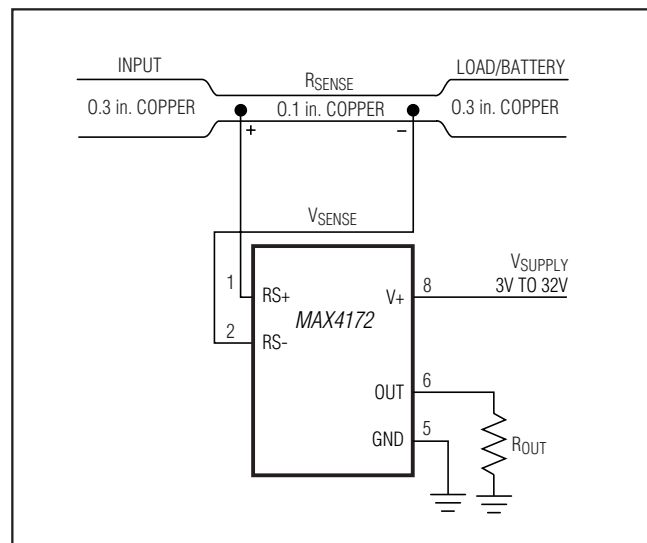 INPUT
RSENSE
LOAD/BATTERY
0.3 in. COPPER
0.1 in. COPPER
0.3 in. COPPER
+
−
VSENSE
VSUPPLY
3V TO 32V
1
RS+
V+
8
MAX4172
2
RS-
OUT
6
GND
5
ROUT